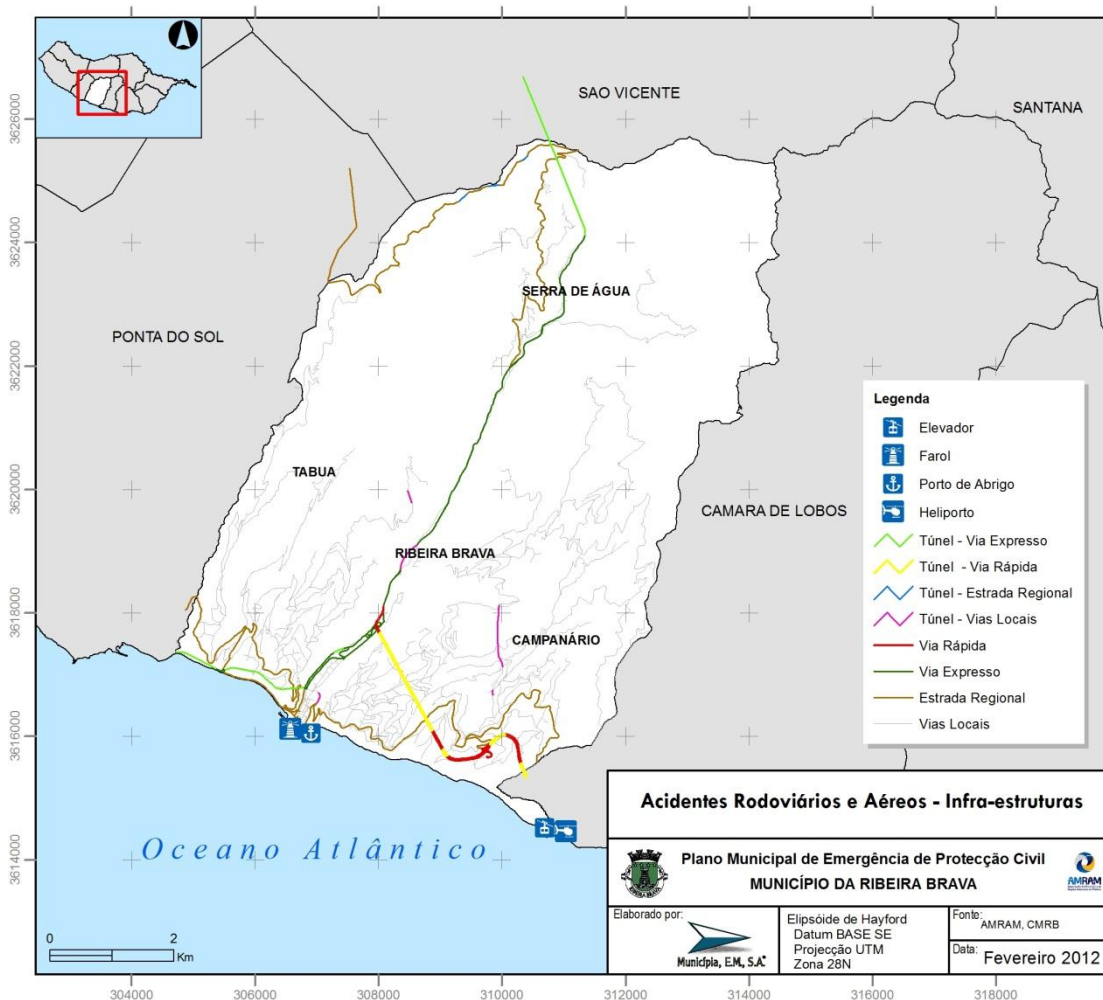 SAO VICENTE
SANTANA
PONTA DO SOL
SERRA DE ÁGUA
TABUA
RIBEIRA BRAVA
CAMARA DE LOBOS
CAMPANÁRIO
Oceano Atlântico
3626000
3624000
3622000
3620000
3618000
3616000
3614000
0 2
Km
304000 306000 308000 310000 312000 314000 316000 318000
Legenda
Elevador
Farol
Porto de Abrigo
Heliporto
Túnel - Via Expresso
Túnel - Via Rápida
Túnel - Estrada Regional
Túnel - Vias Locais
Via Rápida
Via Expresso
Estrada Regional
Vias Locais
Acidentes Rodoviários e Aéreos - Infra-estruturas
Plano Municipal de Emergência de Protecção Civil
MUNICÍPIO DA RIBEIRA BRAVA
RIBEIRA BRAVA
AMRAM
Elaborado por:
Município, E.M., S.A.
Elipsóide de Hayford
Datum BASE SE
Projecção UTM
Zona 28N
Fonte:
AMRAM, CMRB
Data: Fevereiro 2012